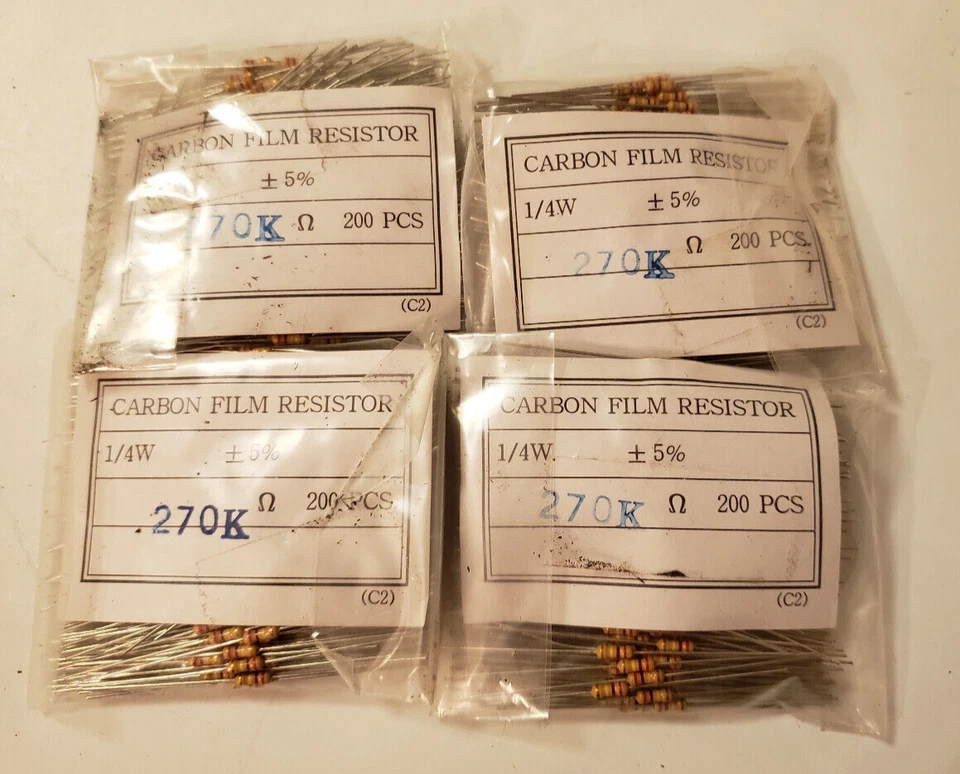 CARBON FILM RESISTOR
± 5%
270K Ω 200 PCS
(C2)
CARBON FILM RESISTOR
1/4W ± 5%
270K Ω 200 PCS.
(C2)
CARBON FILM RESISTOR
1/4W ± 5%
270K Ω 200 PCS
(C2)
CARBON FILM RESISTOR
1/4W. ± 5%
270K Ω 200 PCS
(C2)